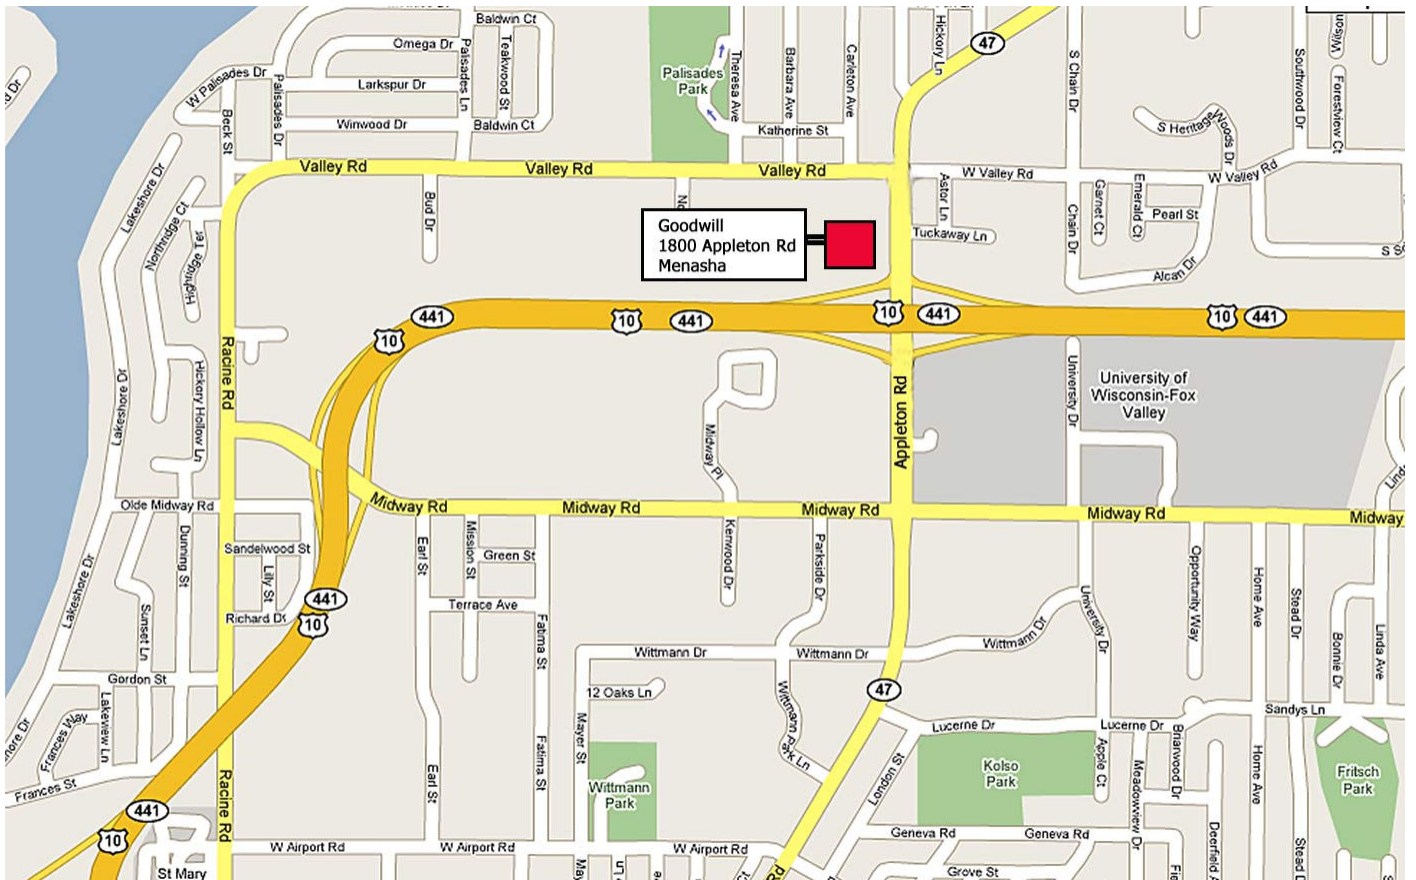 Baldwin Ct
Omega Dr
Palisades Ln
Teakwood St
W Palisades Dr
Larkspur Dr
Palisades Dr
Beck St
Winwood Dr
Baldwin Ct
Palisades
Park
Theresa Ave
Barbara Ave
Carleton Ave
Katherine St
Hickory Ln
47
S Chain Dr
Southwood Dr
Wilson
Forestview Ct
S Heritage
Woods Dr
Valley Rd
Valley Rd
Valley Rd
W Valley Rd
W Valley Rd
Lakeshore Dr
Northridge Ct
Highridge Ter
Bud Dr
No
Astor Ln
Tuckaway Ln
Chain Dr
Garnet Ct
Emerald Ct
Pearl St
Alcan Dr
Goodwill
1800 Appleton Rd
Menasha
441
10
10
441
10
441
10
441
Racine Rd
Lakeshore Dr
Hickory Hollow Ln
Midway Pl
Appleton Rd
University Dr
University of
Wisconsin-Fox
Valley
Olde Midway Rd
Midway Rd
Midway Rd
Midway Rd
Midway Rd
Midway
Lakeshore Dr
Dunning St
Sandelwood St
Lilly St
Richard Dr
Sunset Ln
Earl St
Mission St
Green St
Terrace Ave
Fatima St
Kenwood Dr
Parkside Dr
University Dr
Opportunity Way
Home Ave
Stead Dr
Bonnie Dr
Linda Ave
441
10
Wittmann Dr
Wittmann Dr
Wittmann Dr
Gordon St
12 Oaks Ln
47
Wittmann Park Ln
Lakeview Ln
Frances Way
Frances St
Mayer St
Fatima St
Earl St
Lucerne Dr
Lucerne Dr
Sandys Ln
Apple Ct
Briarwood Dr
Meadowview Dr
Home Ave
Kolso
Park
London St
Fritsch
Park
Wittmann
Park
Racine Rd
441
10
Geneva Rd
Geneva Rd
W Airport Rd
W Airport Rd
W Airport Rd
St Mary
Grove St
Rd